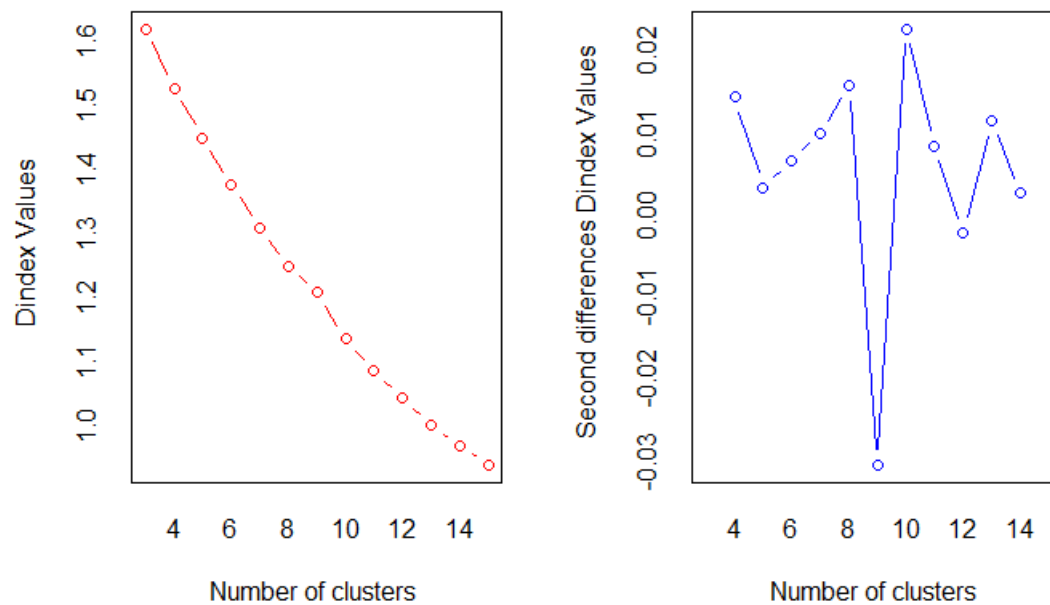 Dindex Values
1.6
1.5
1.4
1.3
1.2
1.1
1.0
4 6 8 10 12 14
Number of clusters
Second differences Dindex Values
0.02
0.01
0.00
-0.01
-0.02
-0.03
4 6 8 10 12 14
Number of clusters